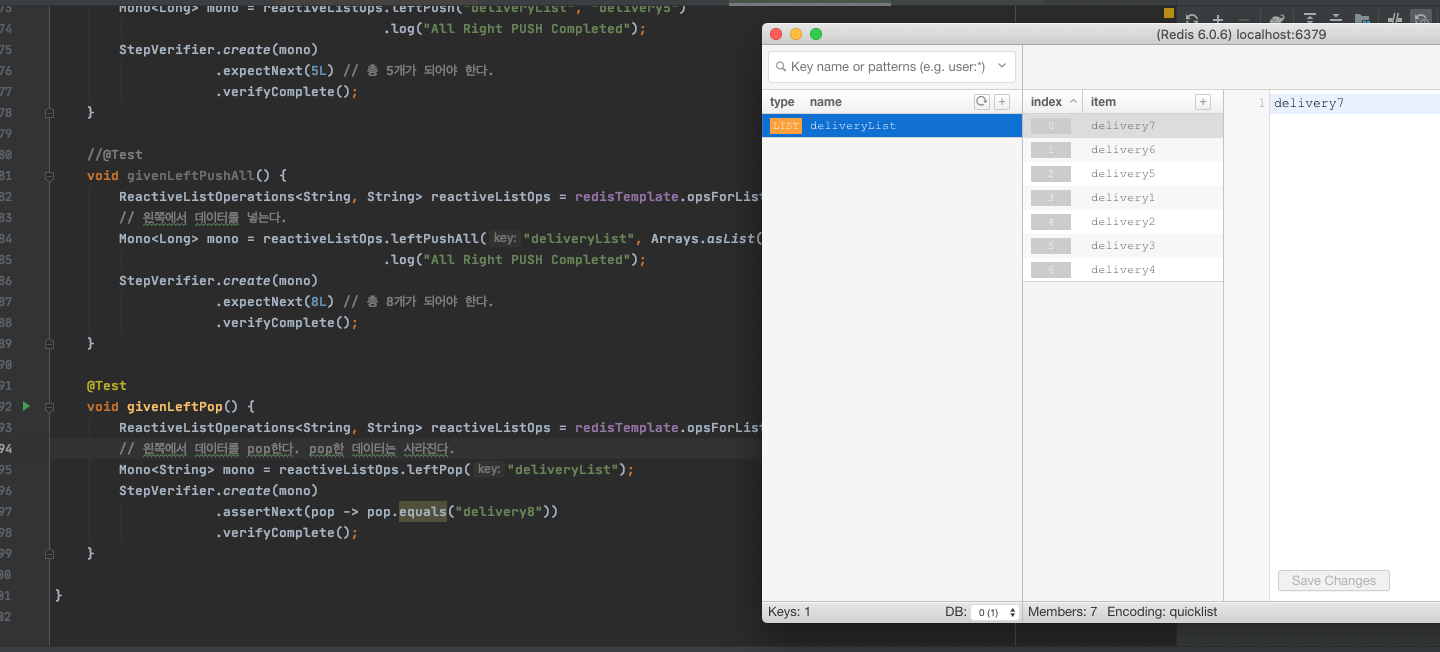 73 Mono<Long> mono = reactiveListOps.leftPush("deliveryList", "delivery5")
74 .log("All Right PUSH Completed");
75 StepVerifier.create(mono)
76 .expectNext(5L) // 총 5개가 되어야 한다.
77 .verifyComplete();
78 }
79
80 //@Test
81 void givenLeftPushAll() {
82 ReactiveListOperations<String, String> reactiveListOps = redisTemplate.opsForList
83 // 왼쪽에서 데이터를 넣는다.
84 Mono<Long> mono = reactiveListOps.leftPushAll( key: "deliveryList", Arrays.asList(
85 .log("All Right PUSH Completed");
86 StepVerifier.create(mono)
87 .expectNext(8L) // 총 8개가 되어야 한다.
88 .verifyComplete();
89 }
90
91 @Test
92 void givenLeftPop() {
93 ReactiveListOperations<String, String> reactiveListOps = redisTemplate.opsForList
94 // 왼쪽에서 데이터를 pop한다. pop한 데이터는 사라진다.
95 Mono<String> mono = reactiveListOps.leftPop( key: "deliveryList");
96 StepVerifier.create(mono)
97 .assertNext(pop -> pop.equals("delivery8"))
98 .verifyComplete();
99 }
00
01 }
02
(Redis 6.0.6) localhost:6379
Key name or patterns (e.g. user:*)
type name
LIST deliveryList
index item
0 delivery7
1 delivery6
2 delivery5
3 delivery1
4 delivery2
5 delivery3
6 delivery4
1 delivery7
Save Changes
Keys: 1 DB: 0 (1) Members: 7 Encoding: quicklist